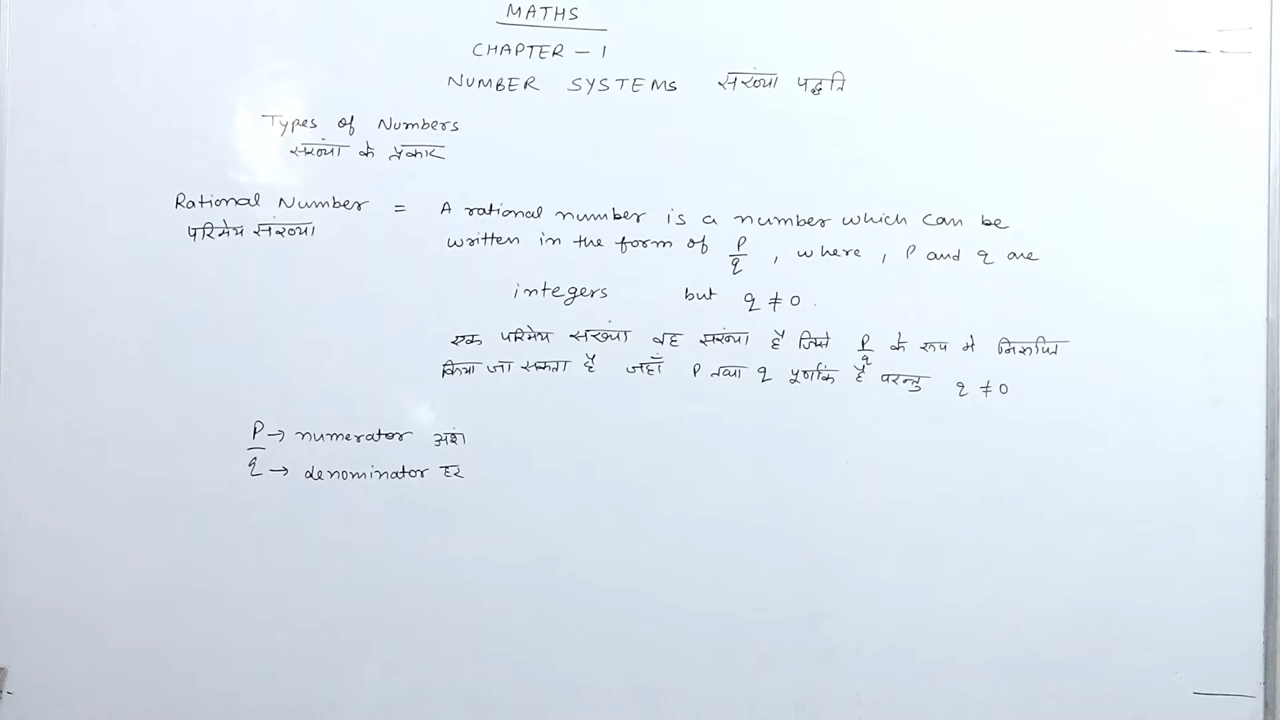 MATHS
CHAPTER - 1
NUMBER SYSTEMS संख्या पद्धति
Types of Numbers
संख्या के प्रकार
Rational Number = A rational number is a number which can be
परिमेय संख्या
written in the form of p/q , where , p and q are
integers but q ≠ 0 .
एक परिमेय संख्या वह संख्या है जिसे p/q के रूप मे निरूपित
किया जा सकता है जहाँ p तथा q पूर्णांक है परन्तु q ≠ 0
p → numerator अंश
q → denominator हर